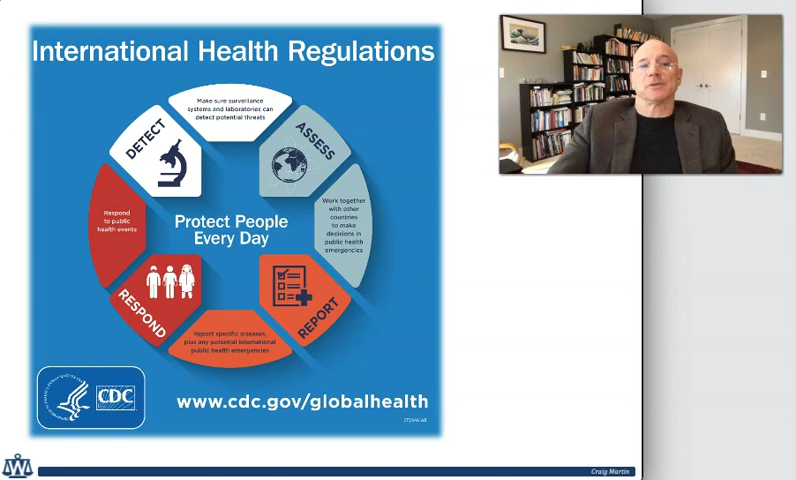 International Health Regulations
DETECT
Make sure surveillance
systems and laboratories can
detect potential threats
ASSESS
Work together
with other
countries
to make
decisions in
public health
emergencies
REPORT
Report specific diseases,
plus any potential international
public health emergencies
RESPOND
Respond
to public
health events
Protect People
Every Day
CDC
www.cdc.gov/globalhealth
W
Craig Martin